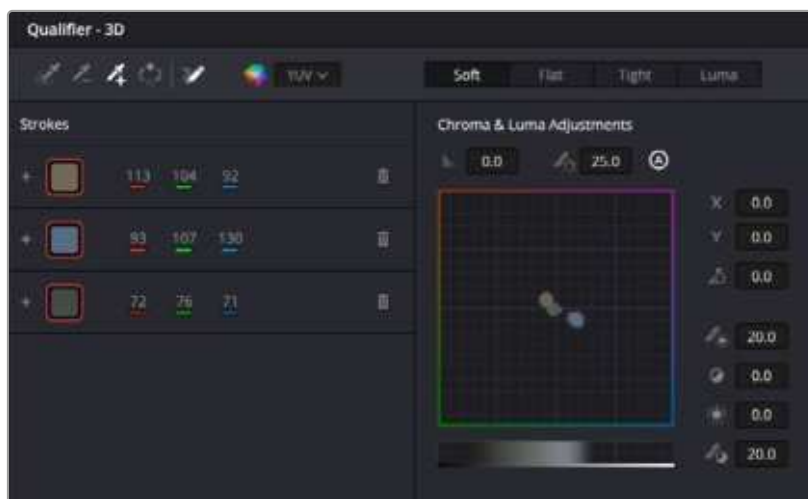 Qualifier - 3D
YUV
Soft Flat Tight Luma
Strokes
Chroma & Luma Adjustments
0.0 25.0 A
+ 113 104 92
X 0.0
Y 0.0
+ 93 107 130
0.0
+ 72 76 71
20.0
0.0
0.0
20.0